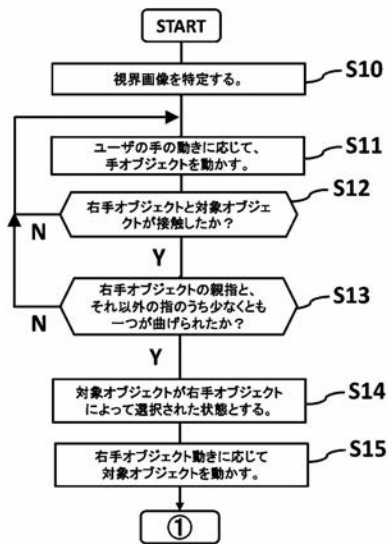 START
視界画像を特定する。
S10
ユーザの手の動きに応じて、
手オブジェクトを動かす。
S11
右手オブジェクトと対象オブジェ
クトが接触したか？
S12
N
Y
右手オブジェクトの親指と、
それ以外の指のうち少なくとも
一つが曲げられたか？
S13
N
Y
対象オブジェクトが右手オブジェクト
によって選択された状態とする。
S14
右手オブジェクト動きに応じて
対象オブジェクトを動かす。
S15
①